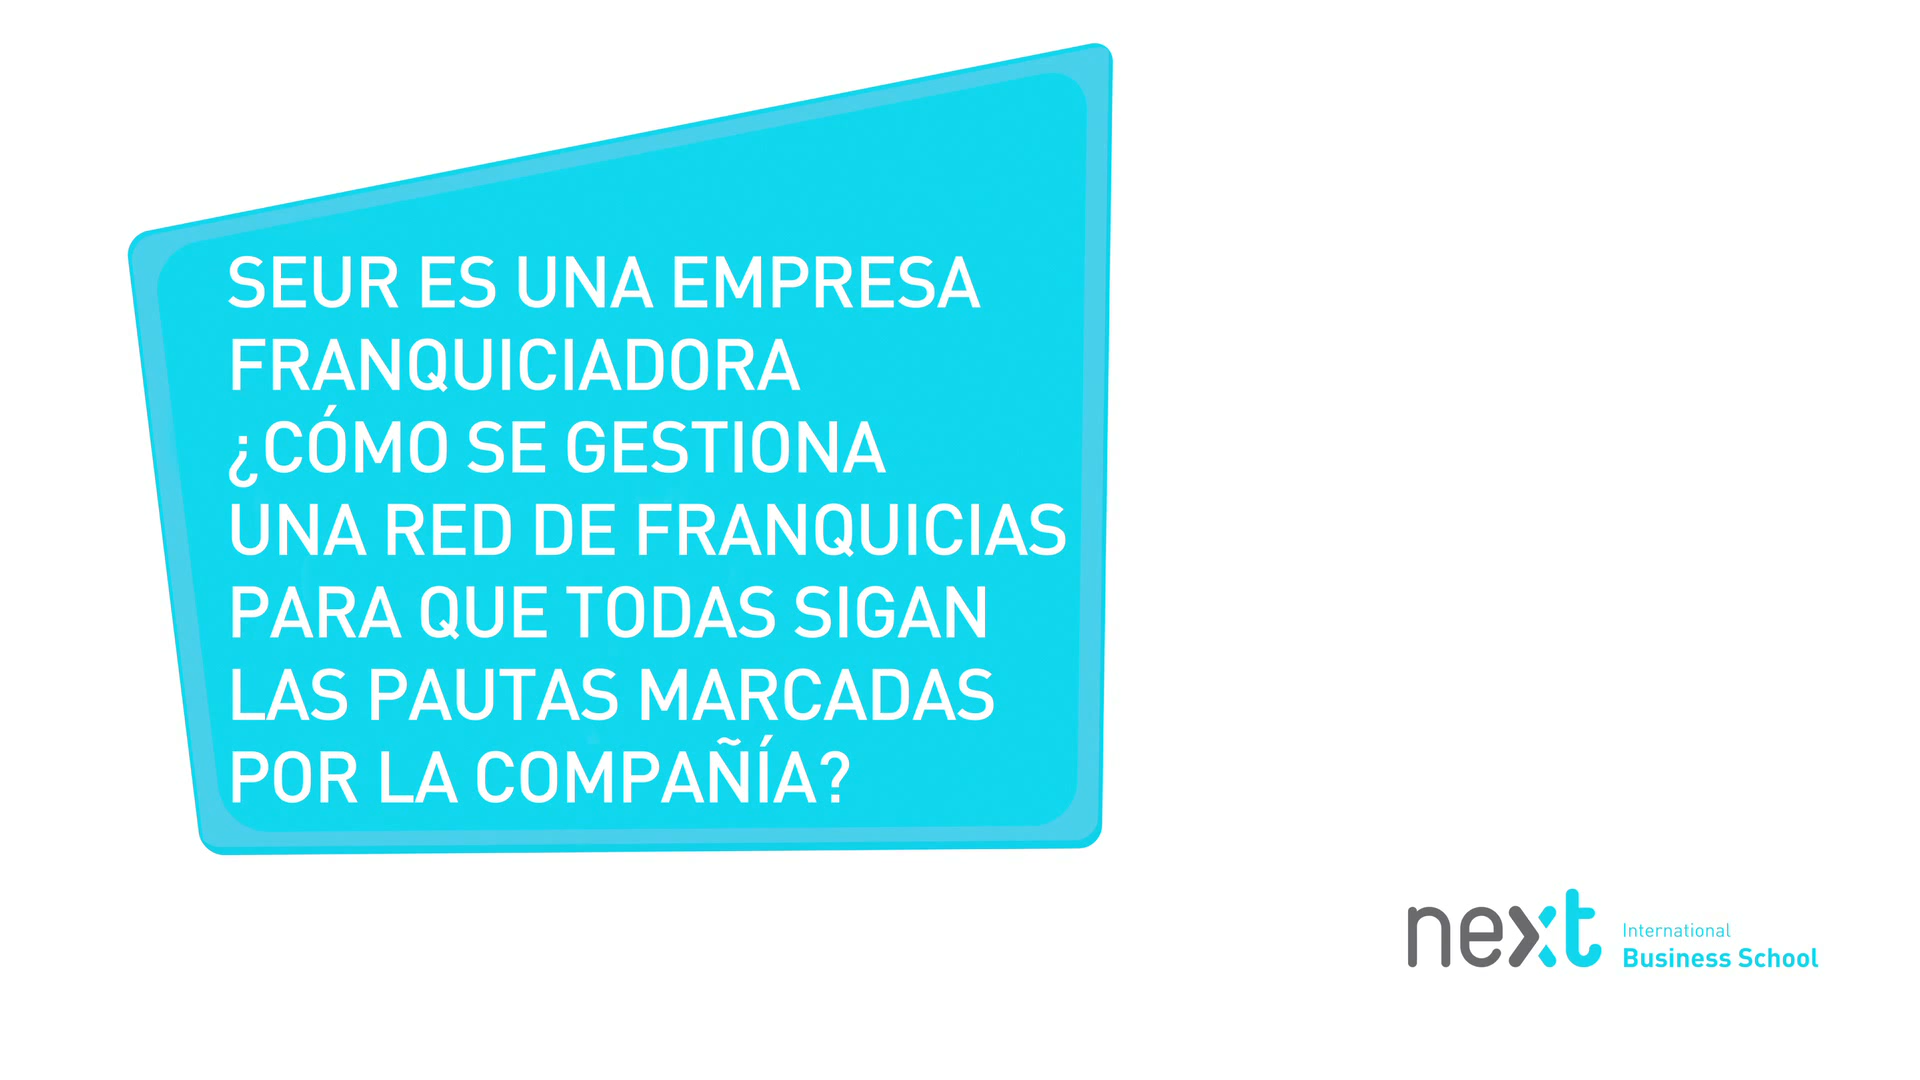 SEUR ES UNA EMPRESA
FRANQUICIADORA
¿CÓMO SE GESTIONA
UNA RED DE FRANQUICIAS
PARA QUE TODAS SIGAN
LAS PAUTAS MARCADAS
POR LA COMPAÑÍA?
next
International
Business School